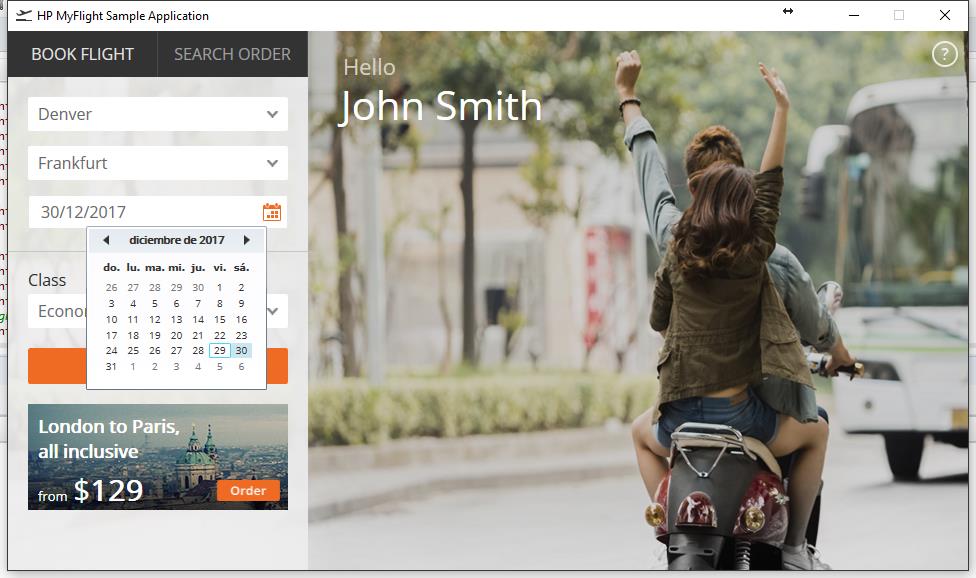 HP MyFlight Sample Application
BOOK FLIGHT
SEARCH ORDER
?
Hello
John Smith
Denver
Frankfurt
30/12/2017
diciembre de 2017
do. lu. ma. mi. ju. vi. sá.
26 27 28 29 30 1 2
3 4 5 6 7 8 9
10 11 12 13 14 15 16
17 18 19 20 21 22 23
24 25 26 27 28 29 30
31 1 2 3 4 5 6
Class
London to Paris,
all inclusive
from $129
Order